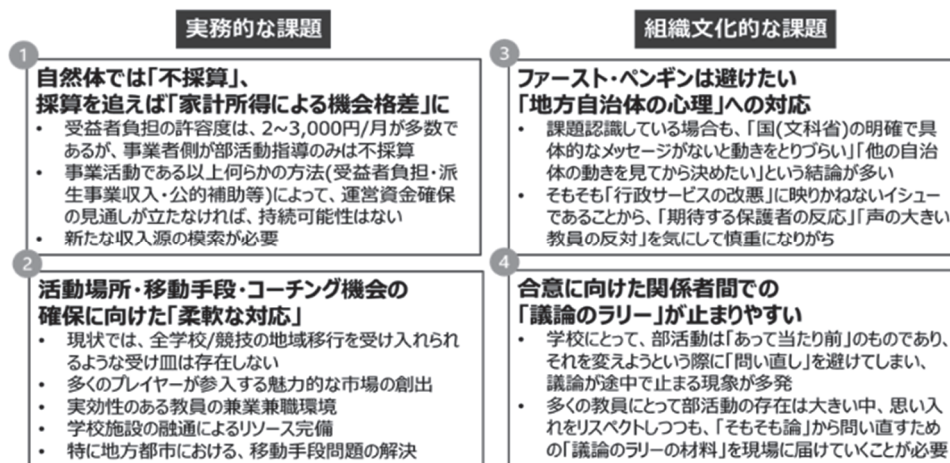 実務的な課題
1
自然体では「不採算」、
採算を追えば「家計所得による機会格差」に
• 受益者負担の許容度は、2~3,000円/月が多数で
あるが、事業者側が部活動指導のみは不採算
• 事業活動である以上何らかの方法(受益者負担・派
生事業収入・公的補助等)によって、運営資金確保
の見通しが立たなければ、持続可能性はない
• 新たな収入源の模索が必要
2
活動場所・移動手段・コーチング機会の
確保に向けた「柔軟な対応」
• 現状では、全学校/競技の地域移行を受け入れられ
るような受け皿は存在しない
• 多くのプレイヤーが参入する魅力的な市場の創出
• 実効性のある教員の兼業兼職環境
• 学校施設の融通によるリソース完備
• 特に地方都市における、移動手段問題の解決
組織文化的な課題
3
ファースト・ペンギンは避けたい
「地方自治体の心理」への対応
• 課題認識している場合も、「国(文科省)の明確で具
体的なメッセージがないと動きをとりづらい」「他の自治
体の動きを見てから決めたい」という結論が多い
• そもそも「行政サービスの改悪」に映りかねないイシュー
であることから、「期待する保護者の反応」「声の大きい
教員の反対」を気にして慎重になりがち
4
合意に向けた関係者間での
「議論のラリー」が止まりやすい
• 学校にとって、部活動は「あって当たり前」のものであり、
それを変えようという際に「問い直し」を避けてしまい、
議論が途中で止まる現象が多発
• 多くの教員にとって部活動の存在は大きい中、思い入
れをリスペクトしつつも、「そもそも論」から問い直すため
の「議論のラリーの材料」を現場に届けていくことが必要